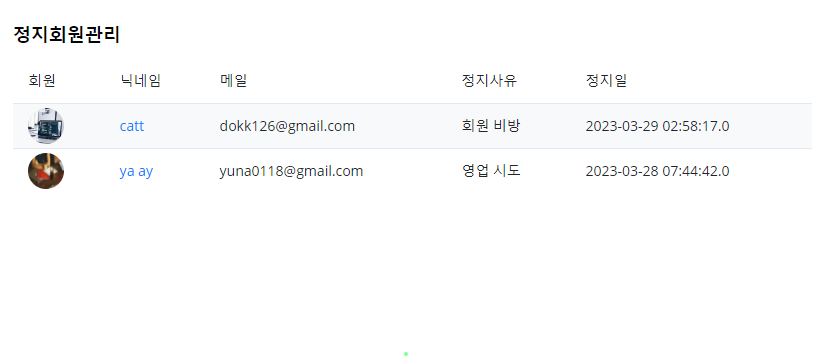 정지회원관리
회원 닉네임 메일 정지사유 정지일
catt dokk126@gmail.com 회원 비방 2023-03-29 02:58:17.0
ya ay yuna0118@gmail.com 영업 시도 2023-03-28 07:44:42.0